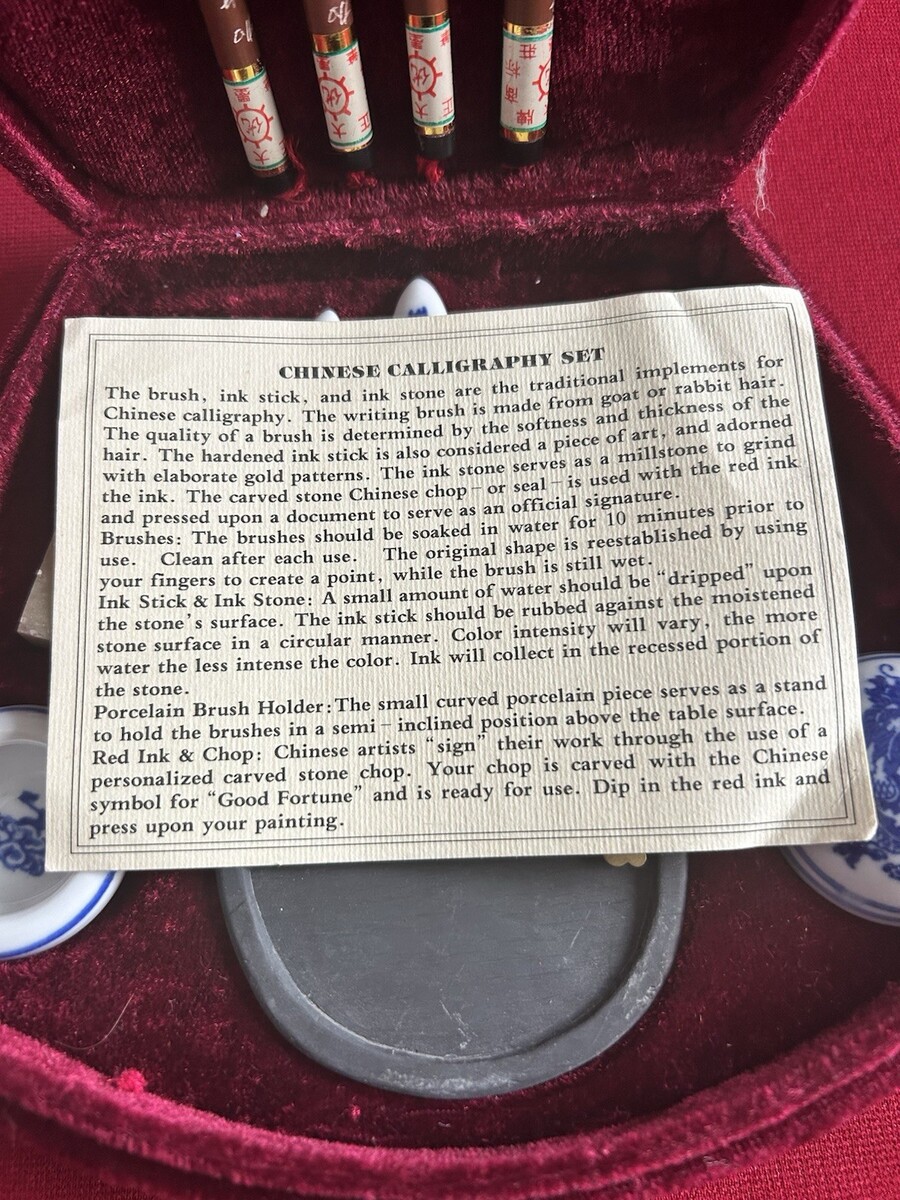 优
大
优
大
正
优
大
正
荘
商标
牌
CHINESE CALLIGRAPHY SET
The brush, ink stick, and ink stone are the traditional implements for
Chinese calligraphy. The writing brush is made from goat or rabbit hair.
The quality of a brush is determined by the softness and thickness of the
hair. The hardened ink stick is also considered a piece of art, and adorned
with elaborate gold patterns. The ink stone serves as a millstone to grind
the ink. The carved stone Chinese chop – or seal – is used with the red ink
and pressed upon a document to serve as an official signature.
Brushes: The brushes should be soaked in water for 10 minutes prior to
use. Clean after each use. The original shape is reestablished by using
your fingers to create a point, while the brush is still wet.
Ink Stick & Ink Stone: A small amount of water should be “dripped” upon
the stone's surface. The ink stick should be rubbed against the moistened
stone surface in a circular manner. Color intensity will vary, the more
water the less intense the color. Ink will collect in the recessed portion of
the stone.
Porcelain Brush Holder:The small curved porcelain piece serves as a stand
to hold the brushes in a semi – inclined position above the table surface.
Red Ink & Chop: Chinese artists “sign” their work through the use of a
personalized carved stone chop. Your chop is carved with the Chinese
symbol for “Good Fortune” and is ready for use. Dip in the red ink and
press upon your painting.